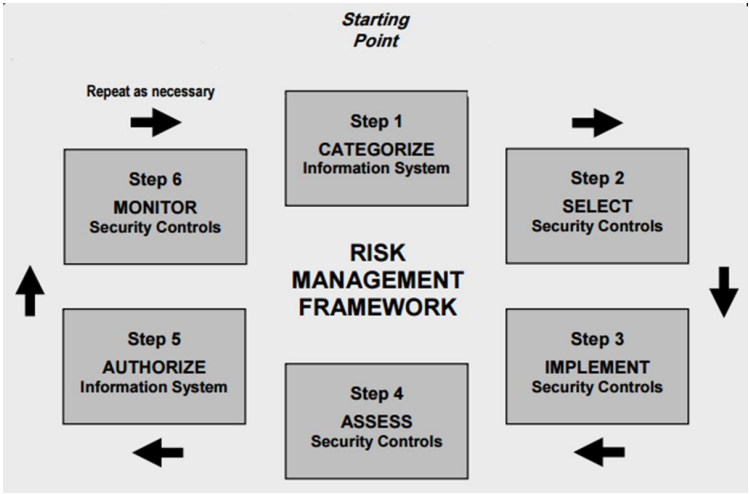 Starting
Point
Repeat as necessary
Step 1
CATEGORIZE
Information System
Step 2
SELECT
Security Controls
Step 3
IMPLEMENT
Security Controls
Step 4
ASSESS
Security Controls
Step 5
AUTHORIZE
Information System
Step 6
MONITOR
Security Controls
RISK
MANAGEMENT
FRAMEWORK